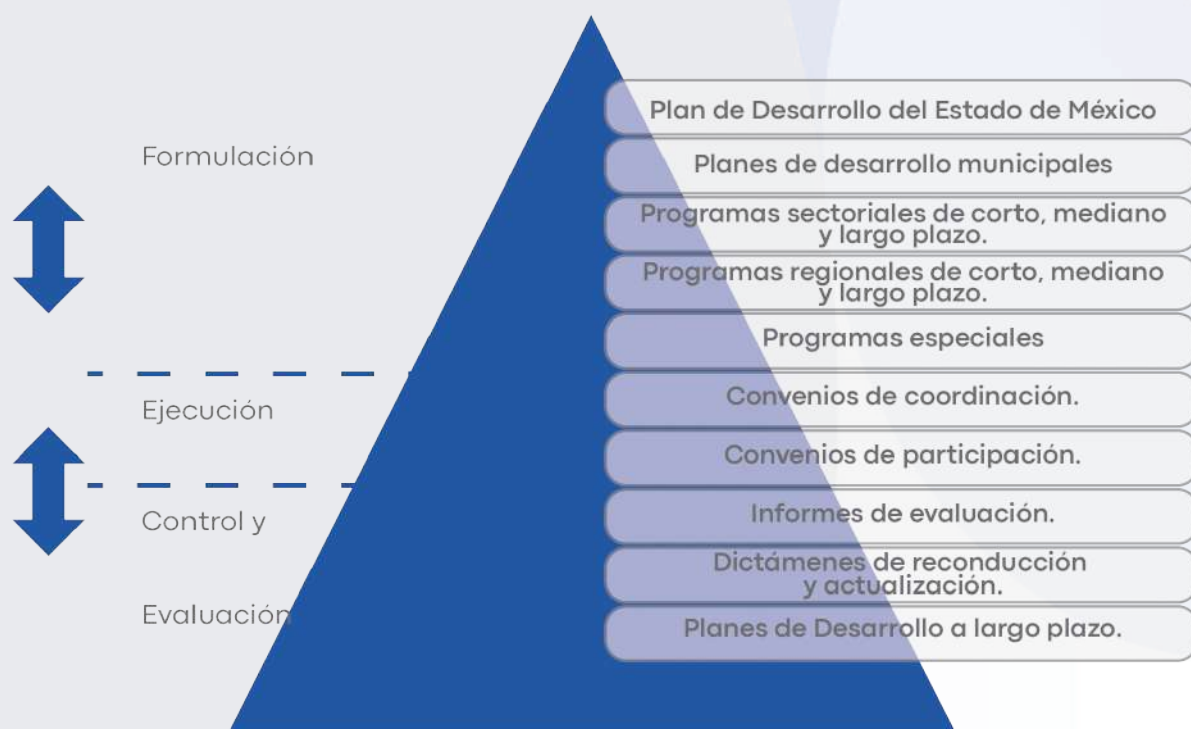 Formulación
Ejecución
Control y
Evaluación
Plan de Desarrollo del Estado de México
Planes de desarrollo municipales
Programas sectoriales de corto, mediano
y largo plazo.
Programas regionales de corto, mediano
y largo plazo.
Programas especiales
Convenios de coordinación.
Convenios de participación.
Informes de evaluación.
Dictámenes de reconducción
y actualización.
Planes de Desarrollo a largo plazo.